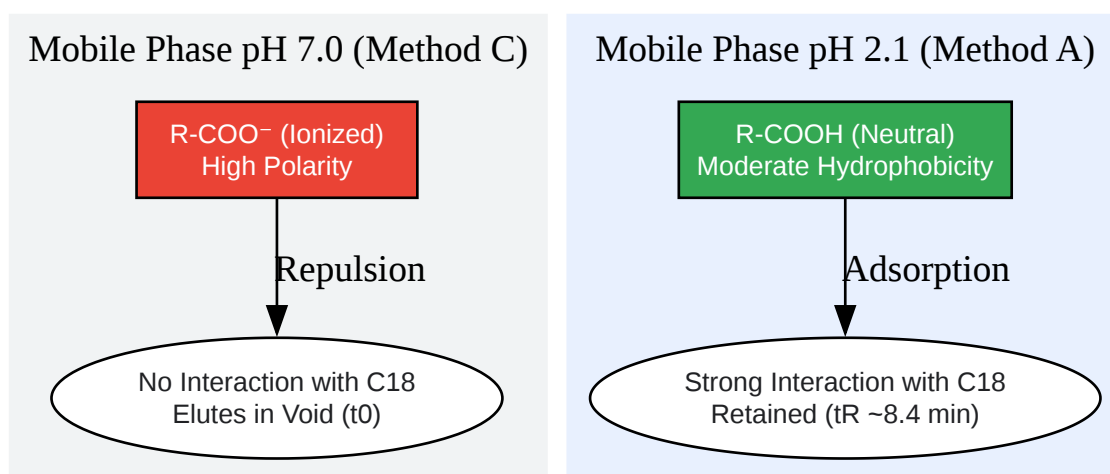 Mobile Phase pH 7.0 (Method C)
R-COO⁻ (Ionized)
High Polarity
Repulsion
No Interaction with C18
Elutes in Void (t0)
Mobile Phase pH 2.1 (Method A)
R-COOH (Neutral)
Moderate Hydrophobicity
Adsorption
Strong Interaction with C18
Retained (tR ~8.4 min)